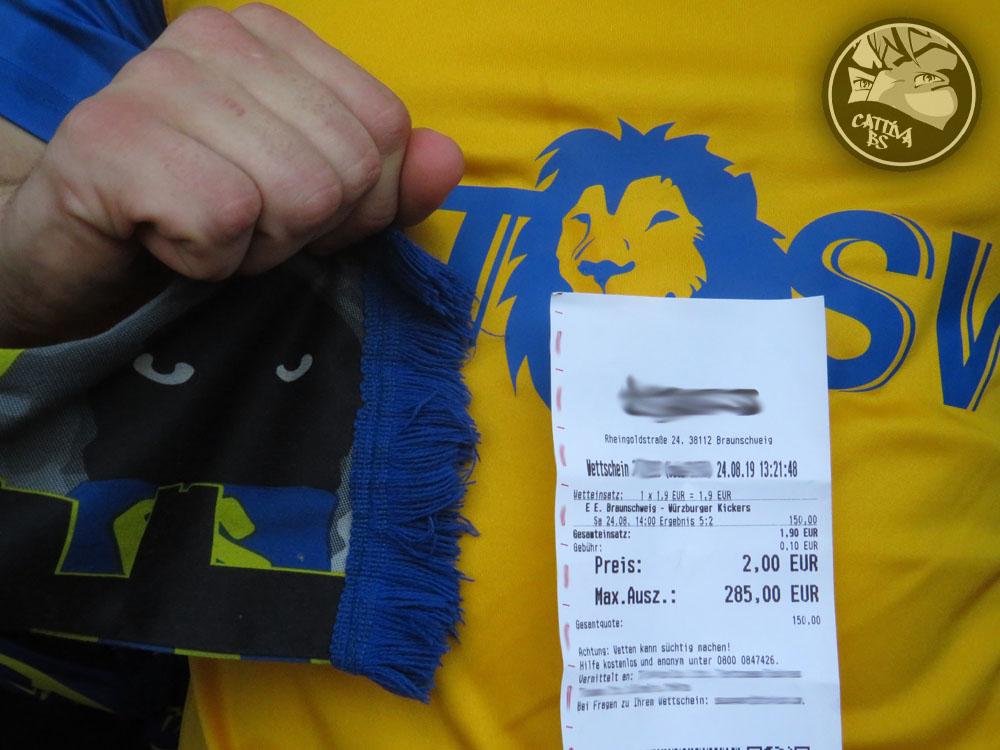 CATTIVA
BS
SW
Rheingoldstraße 24, 38112 Braunschweig
Wettschein 24.08.19 13:21:48
Wetteinsatz: 1 x 1,9 EUR = 1,9 EUR
E E. Braunschweig - Würzburger Kickers
Sa 24.08. 14:00 Ergebnis 5:2 150,00
Gesamteinsatz: 1,90 EUR
Gebühr: 0,10 EUR
Preis: 2,00 EUR
Max.Ausz.: 285,00 EUR
Gesamtquote: 150,00
Achtung: Wetten kann süchtig machen!
Hilfe kostenlos und anonym unter 0800 0847426.
Vermittelt an:
Bei Fragen zu Ihrem Wettschein: